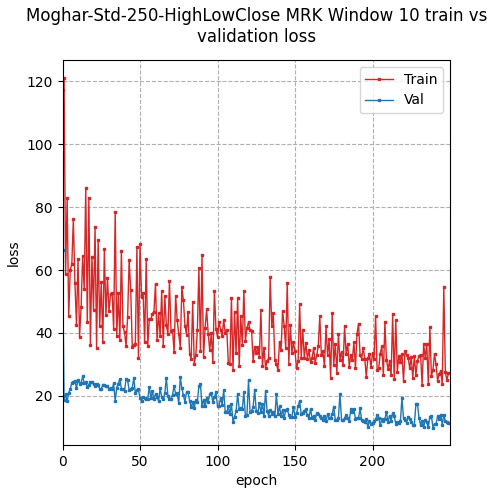 Moghar-Std-250-HighLowClose MRK Window 10 train vs
validation loss
Train
Val
120
100
80
60
40
20
loss
0
50
100
150
200
epoch